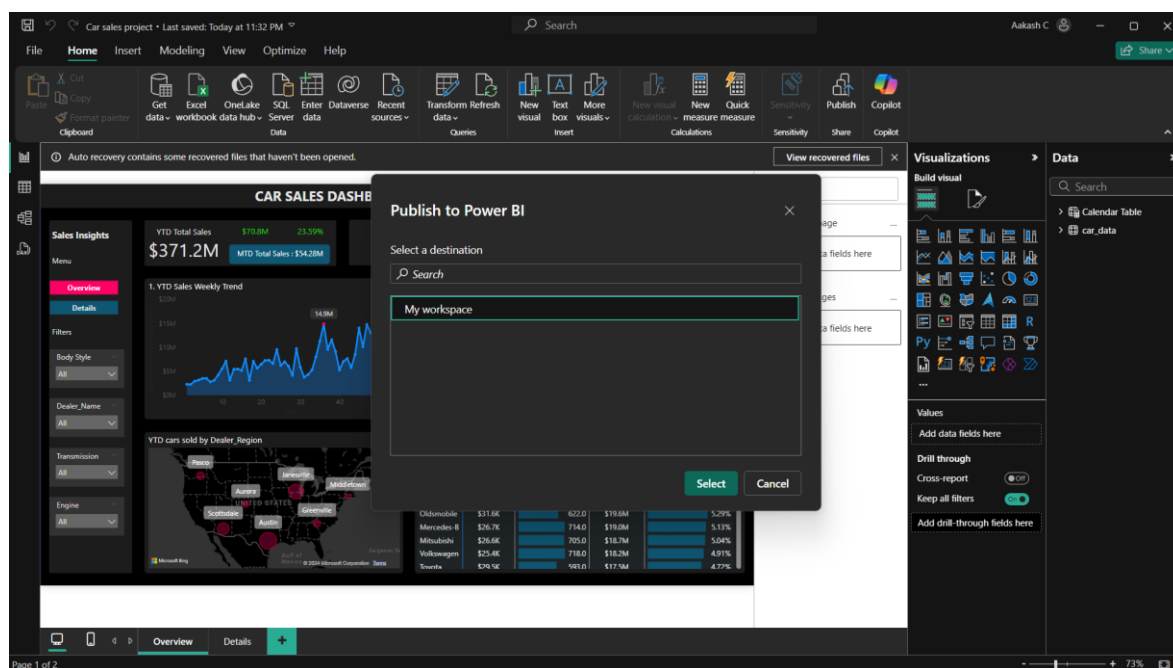 Car sales project • Last saved: Today at 11:32 PM
Search
Aakash C
File Home Insert Modeling View Optimize Help
Share
Paste
Cut
Copy
Format painter
Clipboard
Get data
Excel workbook
OneLake data hub
SQL Server
Enter data
Dataverse
Recent sources
Data
Transform data
Refresh
Queries
New visual
Text box
More visuals
Insert
New visual calculation
New measure
Quick measure
Calculations
Sensitivity
Sensitivity
Publish
Share
Copilot
Copilot
Auto recovery contains some recovered files that haven't been opened.
View recovered files
CAR SALES DASHB
Sales Insights
Menu
Overview
Details
Filters
Body Style
All
Dealer_Name
All
Transmission
All
Engine
All
YTD Total Sales
$70.8M 23.59%
$371.2M
MTD Total Sales : $54.28M
1. YTD Sales Weekly Trend
$20M
$15M
$10M
$5M
$0M
14.9M
10 20 30 40
YTD cars sold by Dealer_Region
Pasco
Janesville
Middletown
Aurora
UNITED STATES
Scottsdale
Greenville
Austin
Gulf of
Microsoft Bing
© 2024 Microsoft Corporation Terms
Oldsmobile $31.6K 622.0 $19.6M 5.29%
Mercedes-B $26.7K 714.0 $19.0M 5.13%
Mitsubishi $26.6K 705.0 $18.7M 5.04%
Volkswagen $25.4K 718.0 $18.2M 4.91%
Toyota $29.5K 593.0 $17.5M 4.72%
Publish to Power BI
Select a destination
Search
My workspace
Select
Cancel
age
a fields here
ges
a fields here
Visualizations
Build visual
R
Py
Values
Add data fields here
Drill through
Cross-report
Off
Keep all filters
On
Add drill-through fields here
Data
Search
Calendar Table
car_data
Overview
Details
Page 1 of 2
73%